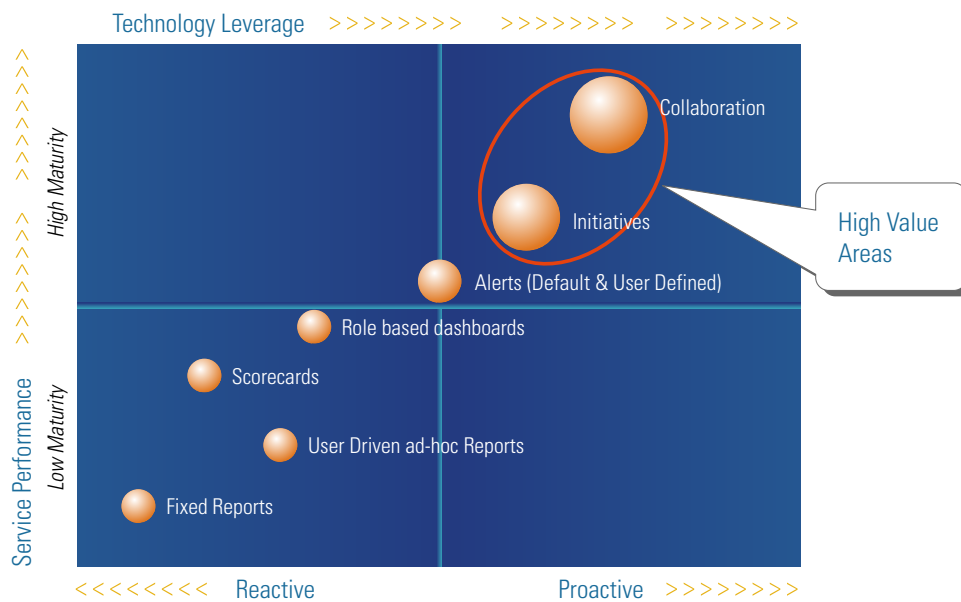 Technology Leverage
Collaboration
Initiatives
High Value
Areas
Alerts (Default & User Defined)
Role based dashboards
Scorecards
User Driven ad-hoc Reports
Fixed Reports
High Maturity
Low Maturity
Service Performance
Reactive
Proactive